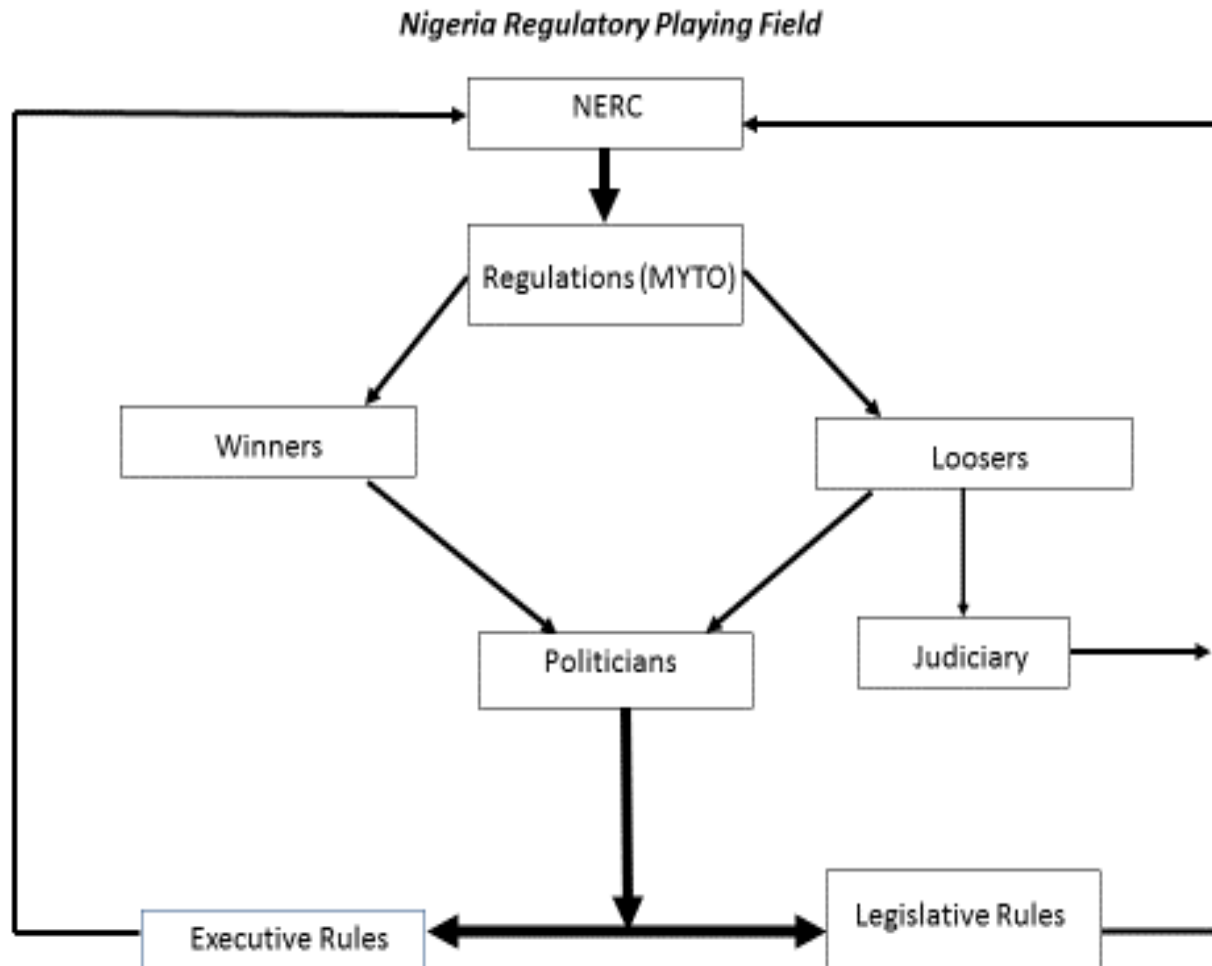 Nigeria Regulatory Playing Field
NERC
Regulations (MYTO)
Winners
Loosers
Politicians
Judiciary
Executive Rules
Legislative Rules